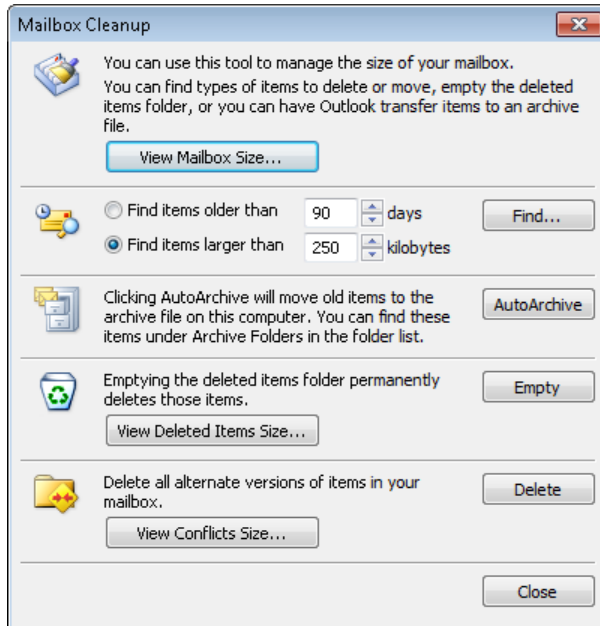 Mailbox Cleanup
You can use this tool to manage the size of your mailbox.
You can find types of items to delete or move, empty the deleted
items folder, or you can have Outlook transfer items to an archive
file.
View Mailbox Size...
Find items older than 90 days
Find...
Find items larger than 250 kilobytes
Clicking AutoArchive will move old items to the
archive file on this computer. You can find these
items under Archive Folders in the folder list.
AutoArchive
Emptying the deleted items folder permanently
deletes those items.
Empty
View Deleted Items Size...
Delete all alternate versions of items in your
mailbox.
Delete
View Conflicts Size...
Close